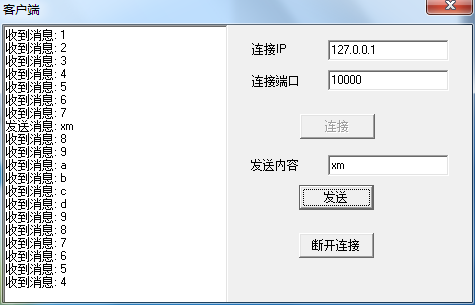 客户端
收到消息: 1
收到消息: 2
收到消息: 3
收到消息: 4
收到消息: 5
收到消息: 6
收到消息: 7
发送消息: xm
收到消息: 8
收到消息: 9
收到消息: a
收到消息: b
收到消息: c
收到消息: d
收到消息: 9
收到消息: 8
收到消息: 7
收到消息: 6
收到消息: 5
收到消息: 4
连接IP 127.0.0.1
连接端口 10000
连接
发送内容 xm
发送
断开连接